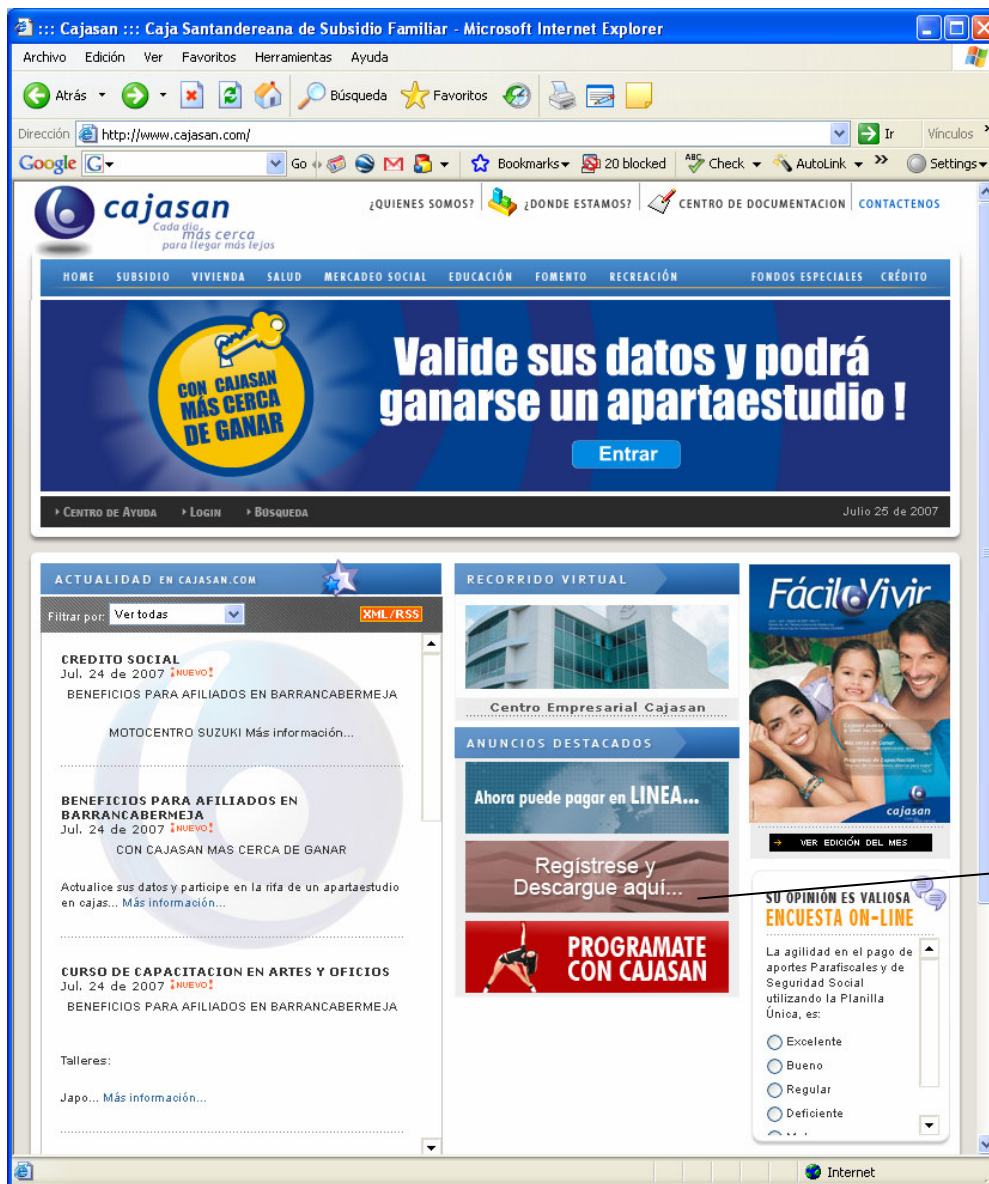 ::: Cajasan ::: Caja Santandereana de Subsidio Familiar - Microsoft Internet Explorer
Archivo Edición Ver Favoritos Herramientas Ayuda
Atrás Búsqueda Favoritos
Dirección http://www.cajasan.com/ Ir Vínculos »
Google G Go 20 blocked Bookmarks ABC Check AutoLink » Settings
cajasan
Cada día,
más cerca
para llegar más lejos
¿QUIENES SOMOS? ¿DONDE ESTAMOS? CENTRO DE DOCUMENTACION CONTACTENOS
HOME SUBSIDIO VIVIENDA SALUD MERCADEO SOCIAL EDUCACIÓN FOMENTO RECREACIÓN FONDOS ESPECIALES CRÉDITO
CON CAJASAN
MÁS CERCA
DE GANAR
Valide sus datos y podrá
ganarse un apartaestudio !
Entrar
CENTRO DE AYUDA LOGIN BÚSQUEDA Julio 25 de 2007
ACTUALIDAD EN CAJASAN.COM
Filtrar por: Ver todas XML/RSS
CREDITO SOCIAL
Jul. 24 de 2007 ¡NUEVO!
BENEFICIOS PARA AFILIADOS EN BARRANCABERMEJA
MOTOCENTRO SUZUKI Más información...
BENEFICIOS PARA AFILIADOS EN
BARRANCABERMEJA
Jul. 24 de 2007 ¡NUEVO!
CON CAJASAN MAS CERCA DE GANAR
Actualice sus datos y participe en la rifa de un apartaestudio
en cajas... Más información...
CURSO DE CAPACITACION EN ARTES Y OFICIOS
Jul. 24 de 2007 ¡NUEVO!
BENEFICIOS PARA AFILIADOS EN BARRANCABERMEJA
Talleres:
Japo... Más información...
RECORRIDO VIRTUAL
Centro Empresarial Cajasan
ANUNCIOS DESTACADOS
Ahora puede pagar en LINEA...
Regístrese y
Descargue aquí...
PROGRAMATE
CON CAJASAN
Fácil Vivir
Más cerca de Ganar
Programas de Capacitación
cajasan
VER EDICIÓN DEL MES
SU OPINIÓN ES VALIOSA
ENCUESTA ON-LINE
La agilidad en el pago de
aportes Parafiscales y de
Seguridad Social
utilizando la Planilla
Única, es:
Excelente
Bueno
Regular
Deficiente
Internet